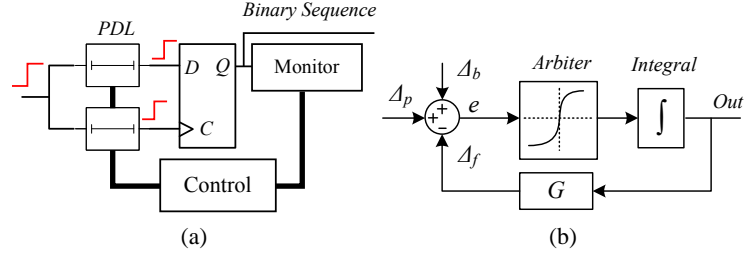 PDL
Binary Sequence
D
Q
Monitor
C
Control
(a)
Δp
Δb
e
Δf
Arbiter
Integral
∫
Out
G
(b)